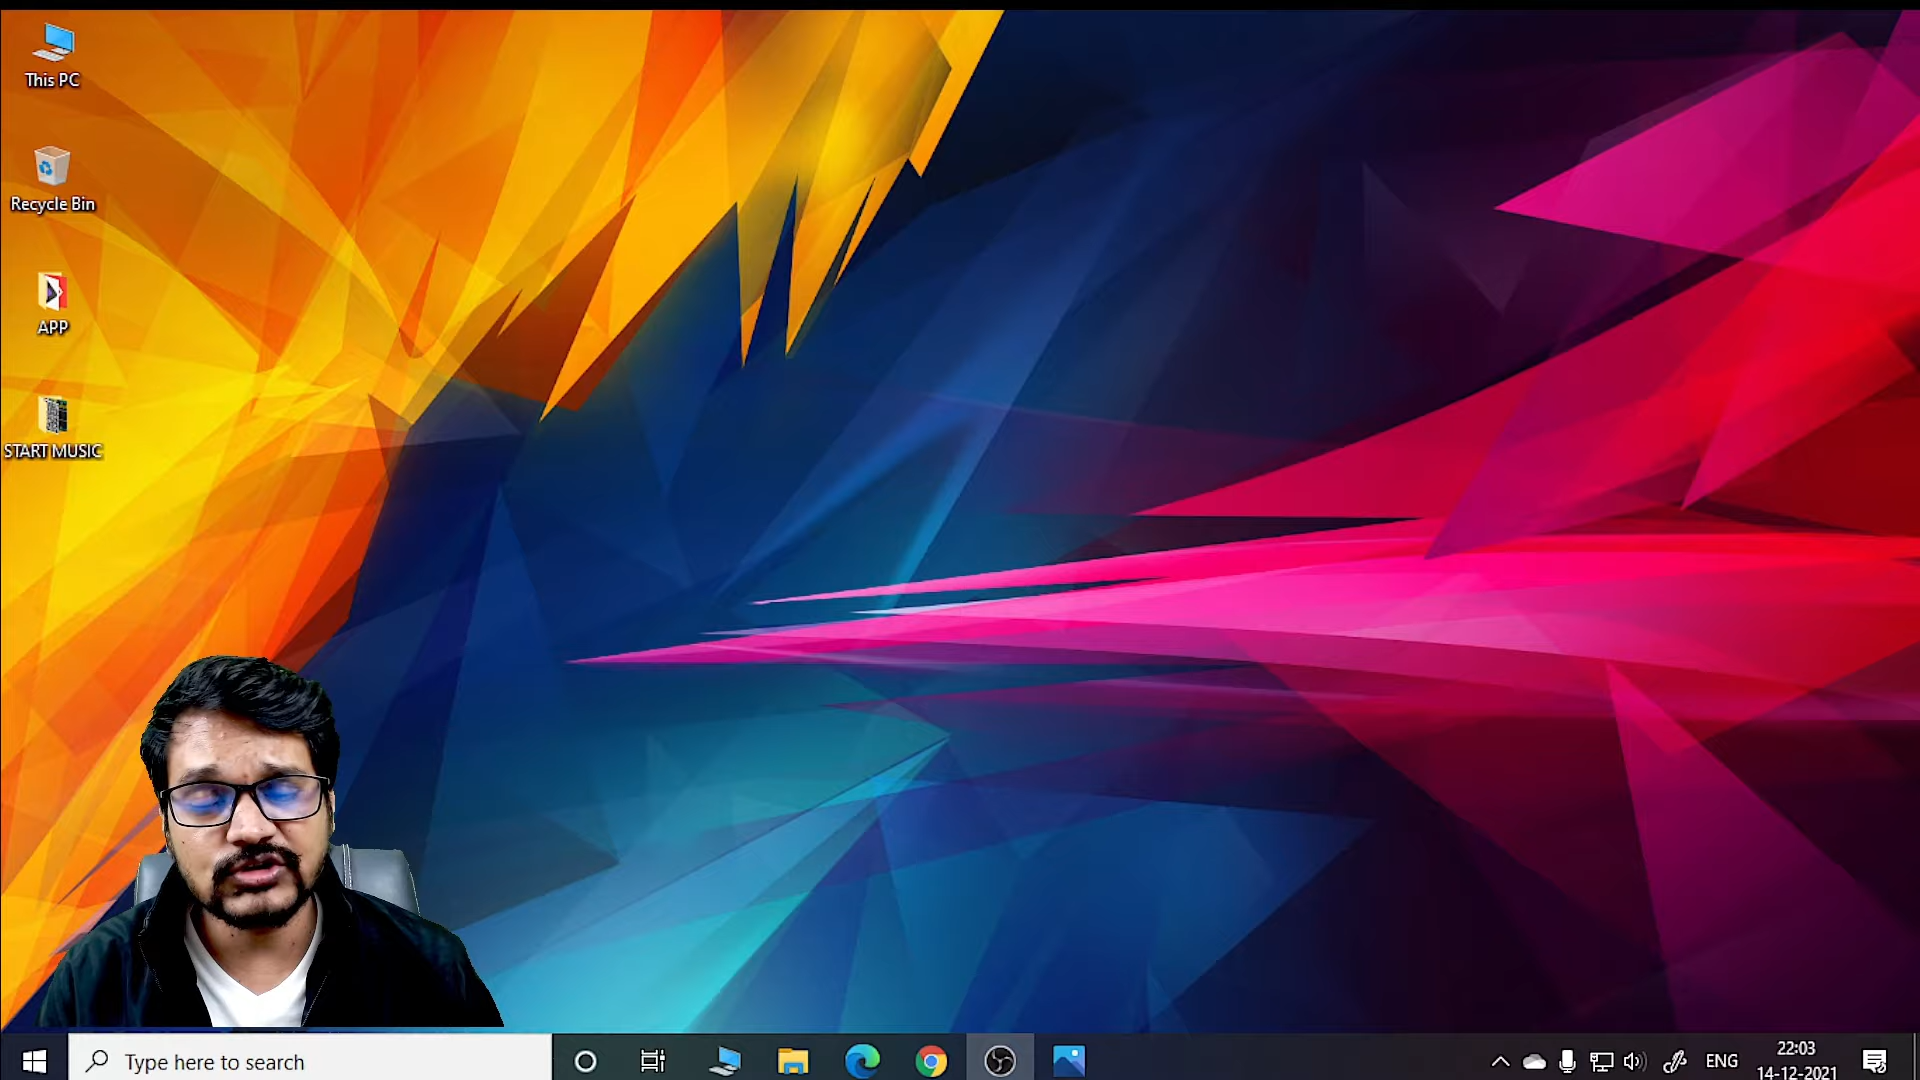 This PC
Recycle Bin
APP
START MUSIC
Type here to search
ENG
22:03
14-12-2021